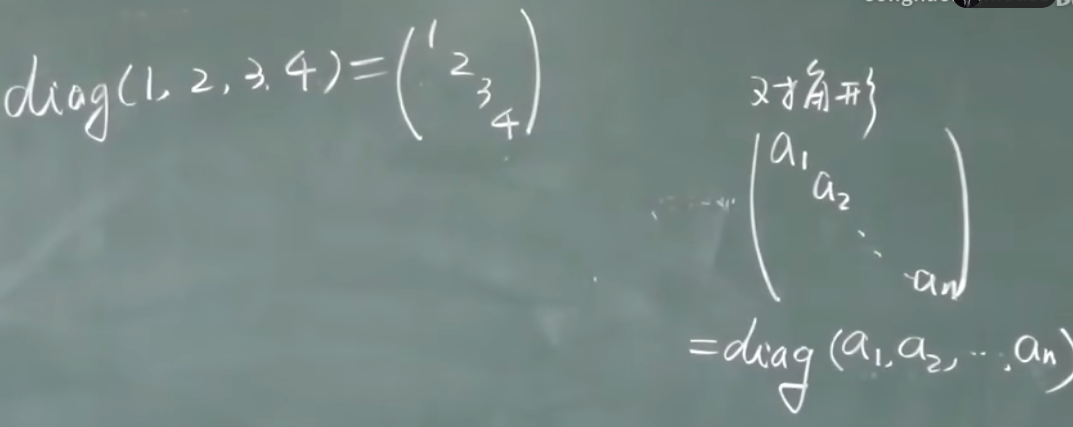 diag(1, 2, 3, 4)=(1 2 3 4)
对角形
(a₁ a₂ ⋱ aₙ)
=diag(a₁, a₂, ⋯, aₙ)